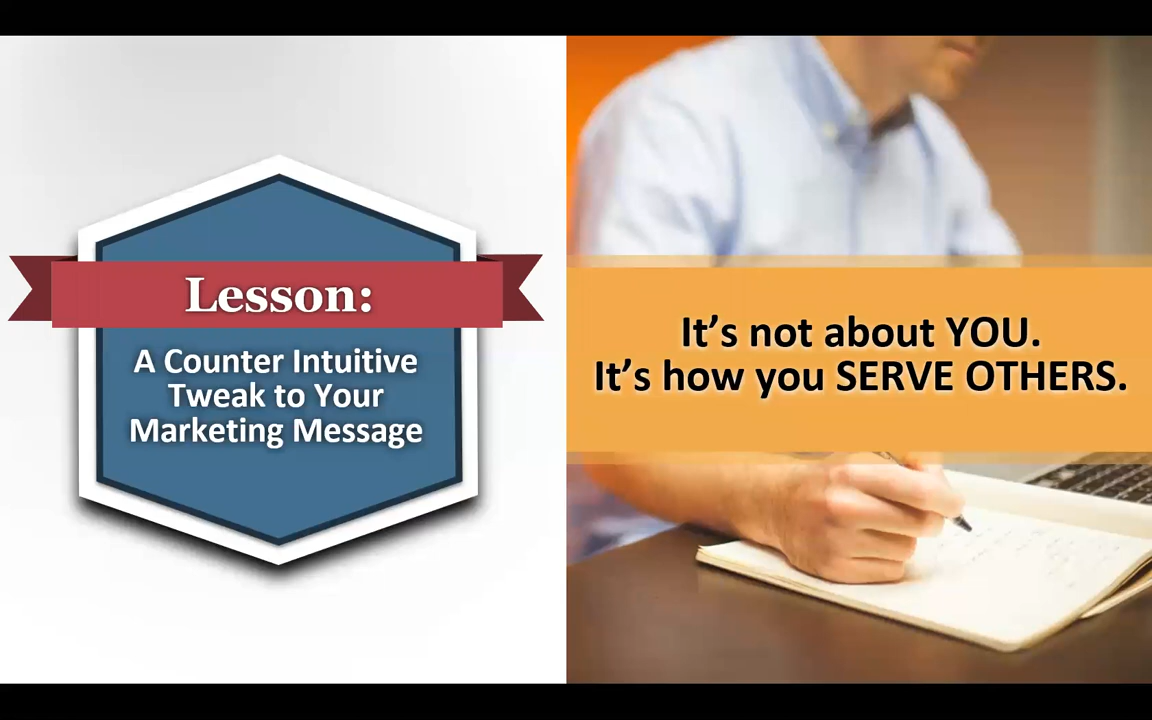 Lesson:
A Counter Intuitive
Tweak to Your
Marketing Message
It's not about YOU.
It's how you SERVE OTHERS.